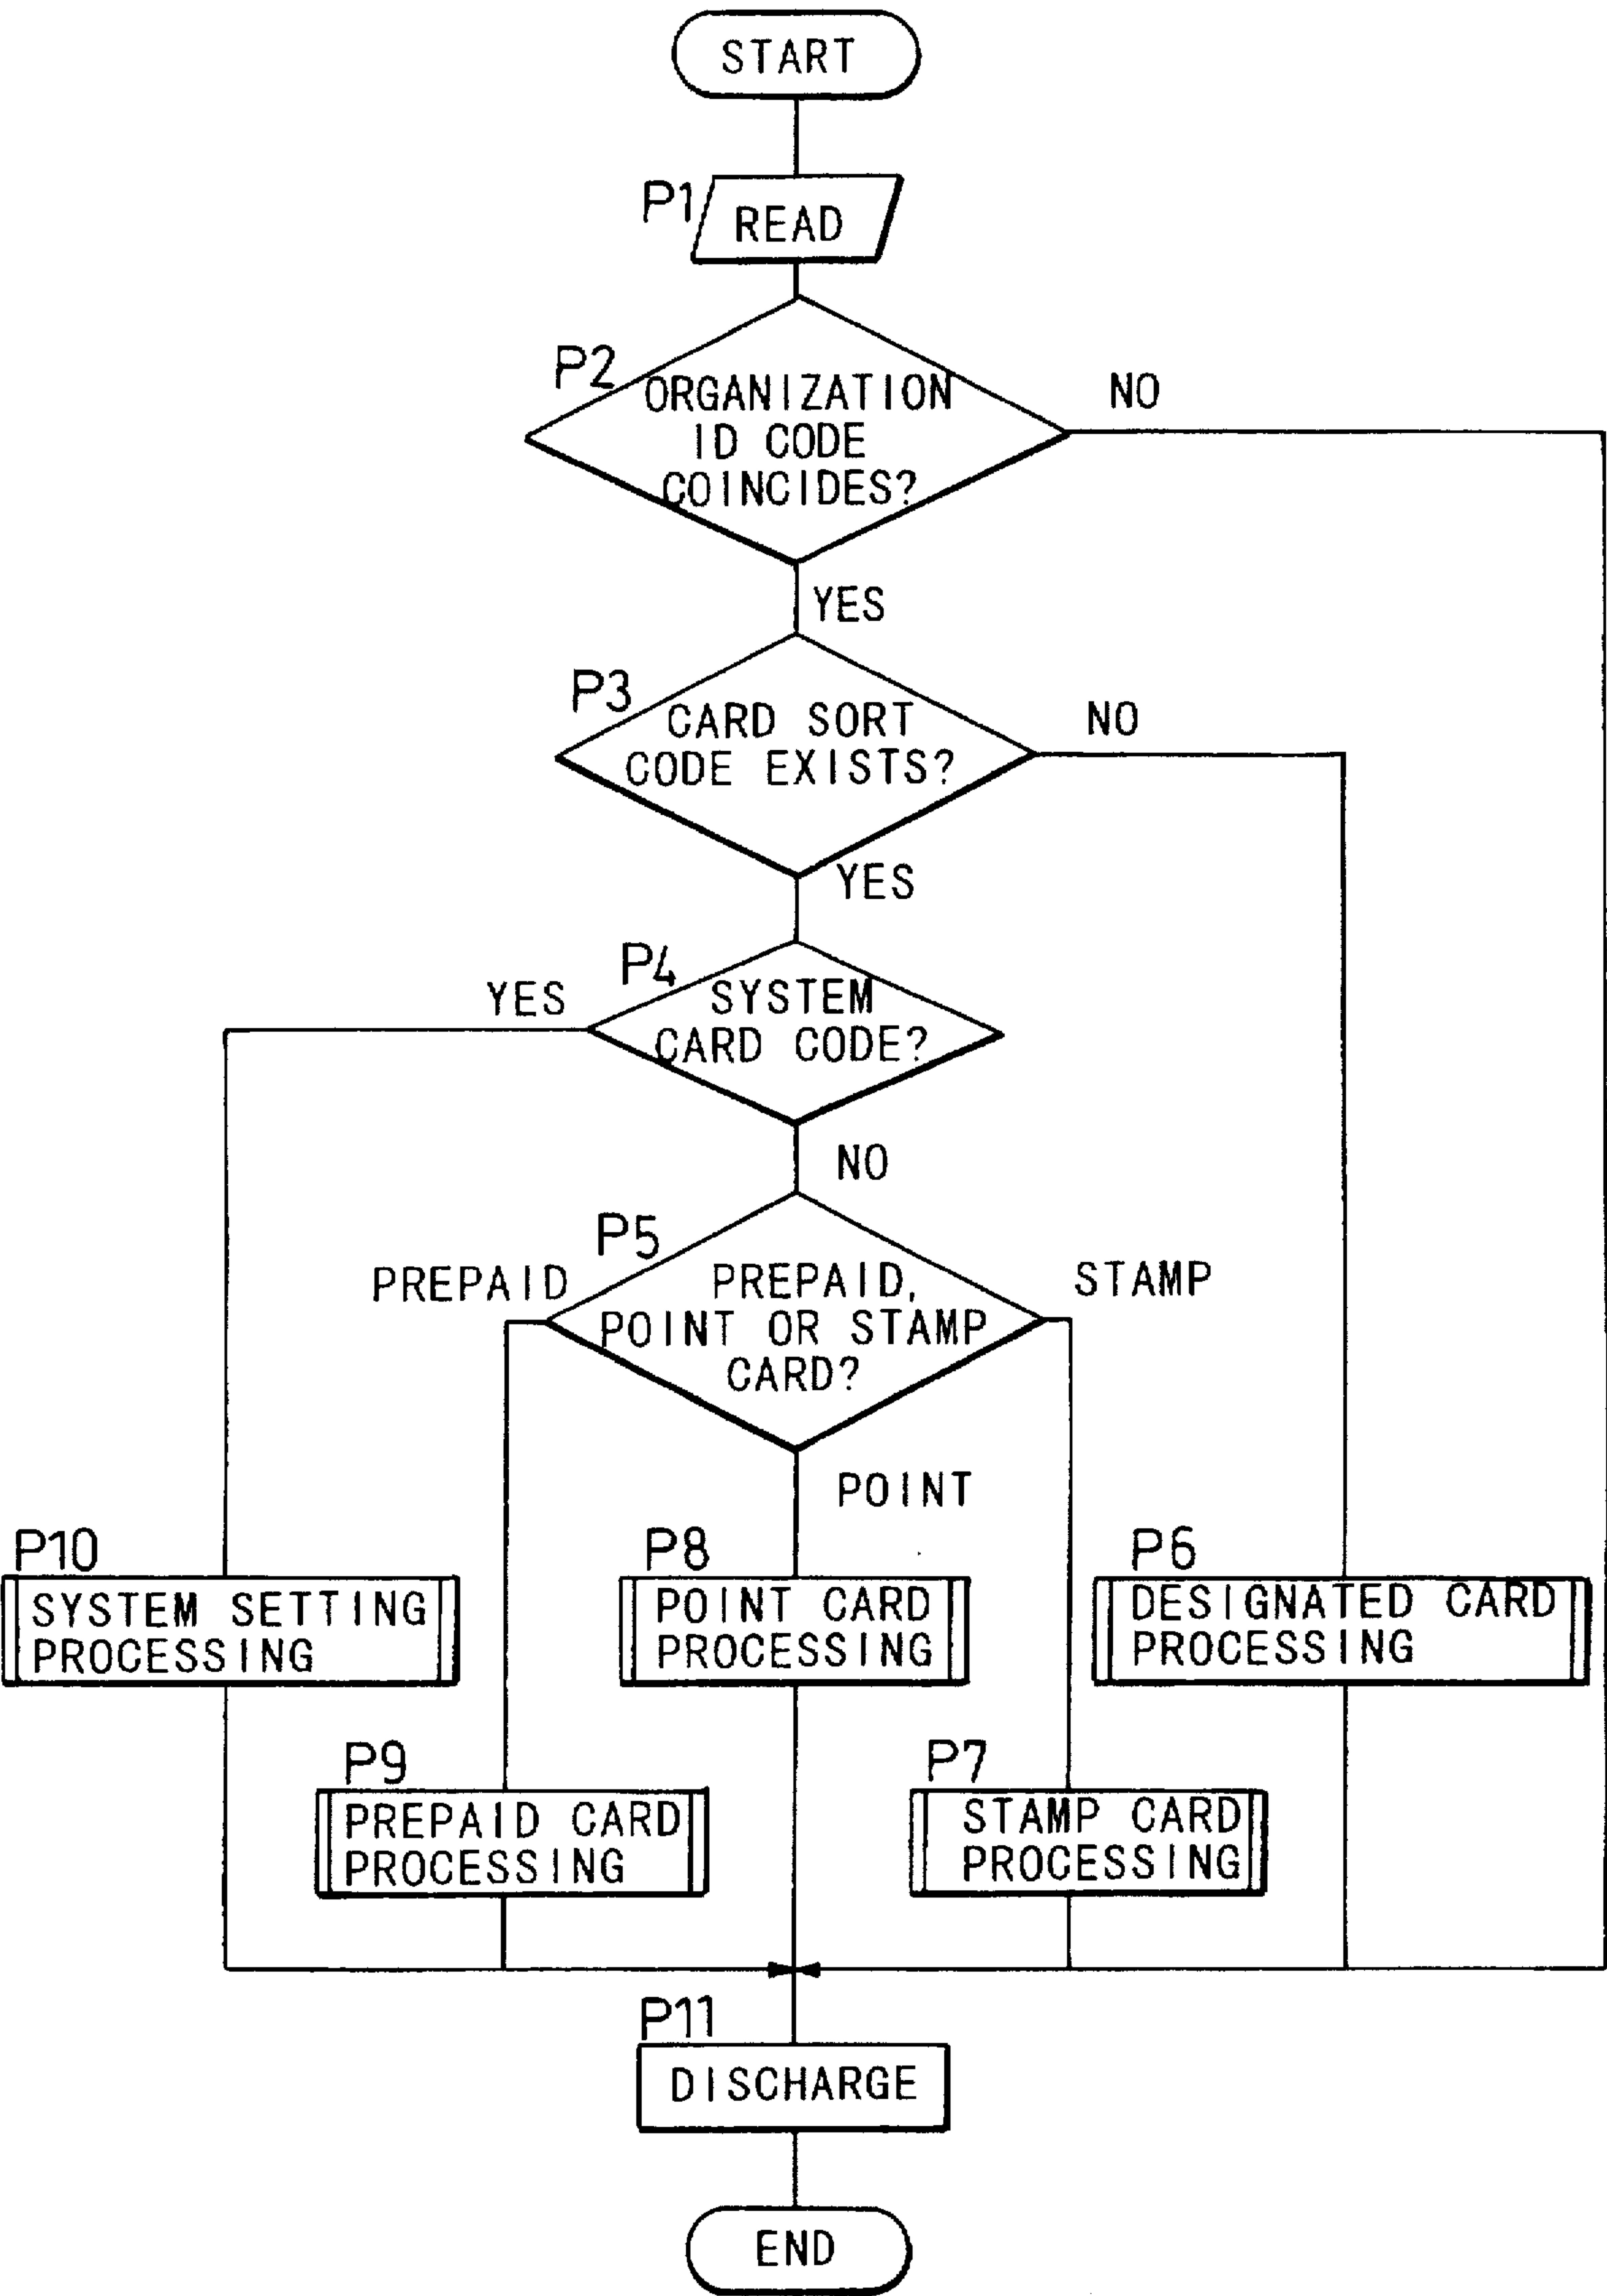 START
P1
READ
P2
ORGANIZATION
ID CODE
COINCIDES?
NO
YES
P3
CARD SORT
CODE EXISTS?
NO
YES
P4
SYSTEM
CARD CODE?
YES
NO
P5
PREPAID,
POINT OR STAMP
CARD?
PREPAID
STAMP
POINT
P10
SYSTEM SETTING
PROCESSING
P8
POINT CARD
PROCESSING
P6
DESIGNATED CARD
PROCESSING
P9
PREPAID CARD
PROCESSING
P7
STAMP CARD
PROCESSING
P11
DISCHARGE
END